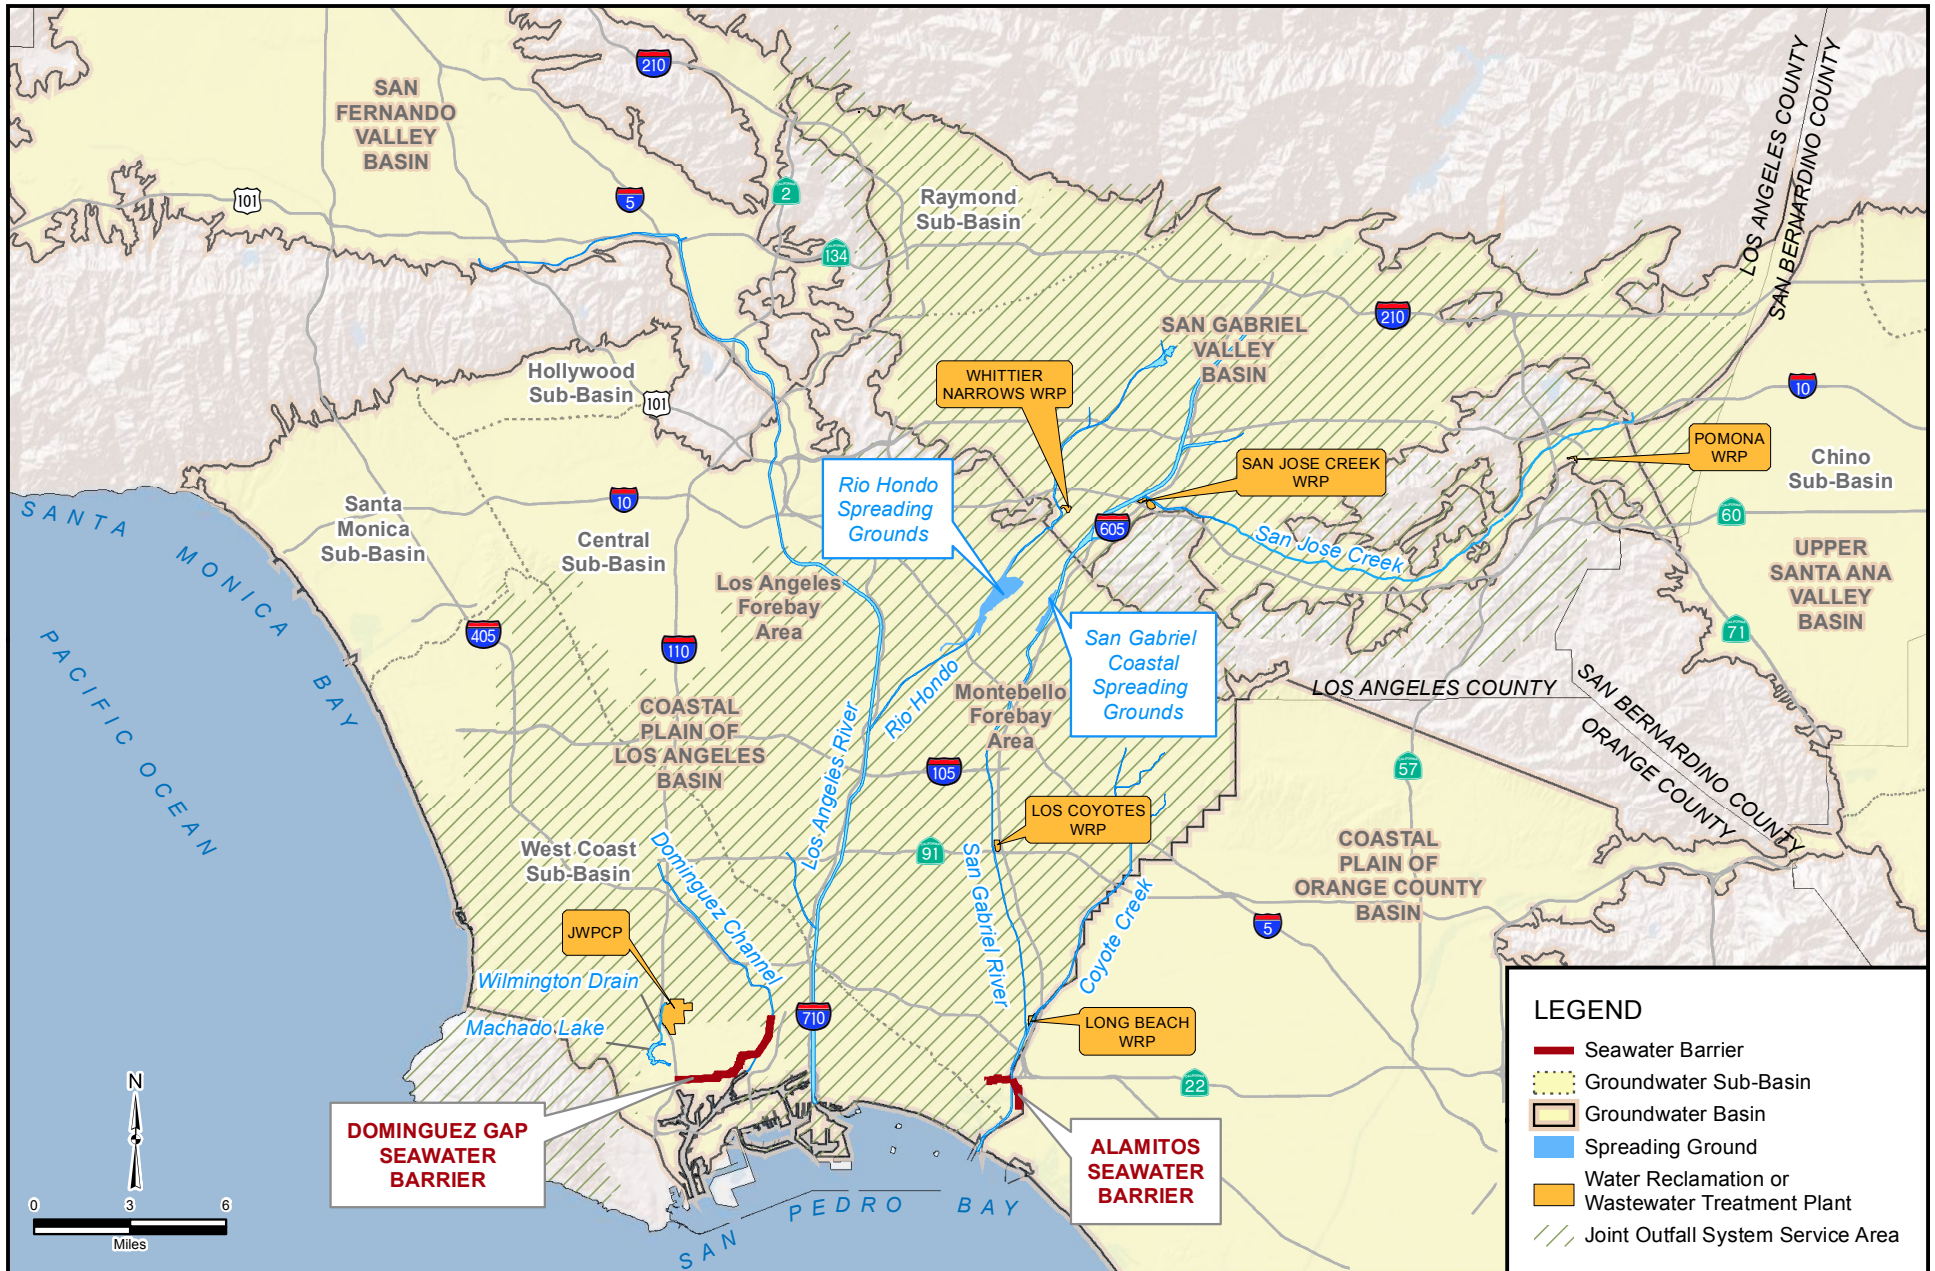 210
SAN
FERNANDO
VALLEY
BASIN
101
5
CALIFORNIA
2
Raymond
Sub-Basin
CALIFORNIA
134
LOS ANGELES COUNTY
SAN BERNARDINO COUNTY
SAN GABRIEL
VALLEY
BASIN
210
Hollywood
Sub-Basin
101
WHITTIER
NARROWS WRP
10
POMONA
WRP
Chino
Sub-Basin
SAN JOSE CREEK
WRP
Rio Hondo
Spreading
Grounds
SANTA MONICA BAY
Santa
Monica
Sub-Basin
10
Central
Sub-Basin
605
San Jose Creek
CALIFORNIA
60
UPPER
SANTA ANA
VALLEY
BASIN
Los Angeles
Forebay
Area
405
110
CALIFORNIA
71
San Gabriel
Coastal
Spreading
Grounds
PACIFIC OCEAN
COASTAL
PLAIN OF
LOS ANGELES
BASIN
Rio Hondo
Montebello
Forebay
Area
LOS ANGELES COUNTY
SAN BERNARDINO COUNTY
ORANGE COUNTY
Los Angeles River
105
CALIFORNIA
57
LOS COYOTES
WRP
West Coast
Sub-Basin
Dominguez Channel
CALIFORNIA
91
San Gabriel River
Coyote Creek
COASTAL
PLAIN OF
ORANGE COUNTY
BASIN
5
JWPCP
Wilmington Drain
Machado Lake
710
LONG BEACH
WRP
CALIFORNIA
22
DOMINGUEZ GAP
SEAWATER
BARRIER
ALAMITOS
SEAWATER
BARRIER
SAN PEDRO BAY
N
0 3 6
Miles
LEGEND
Seawater Barrier
Groundwater Sub-Basin
Groundwater Basin
Spreading Ground
Water Reclamation or
Wastewater Treatment Plant
Joint Outfall System Service Area